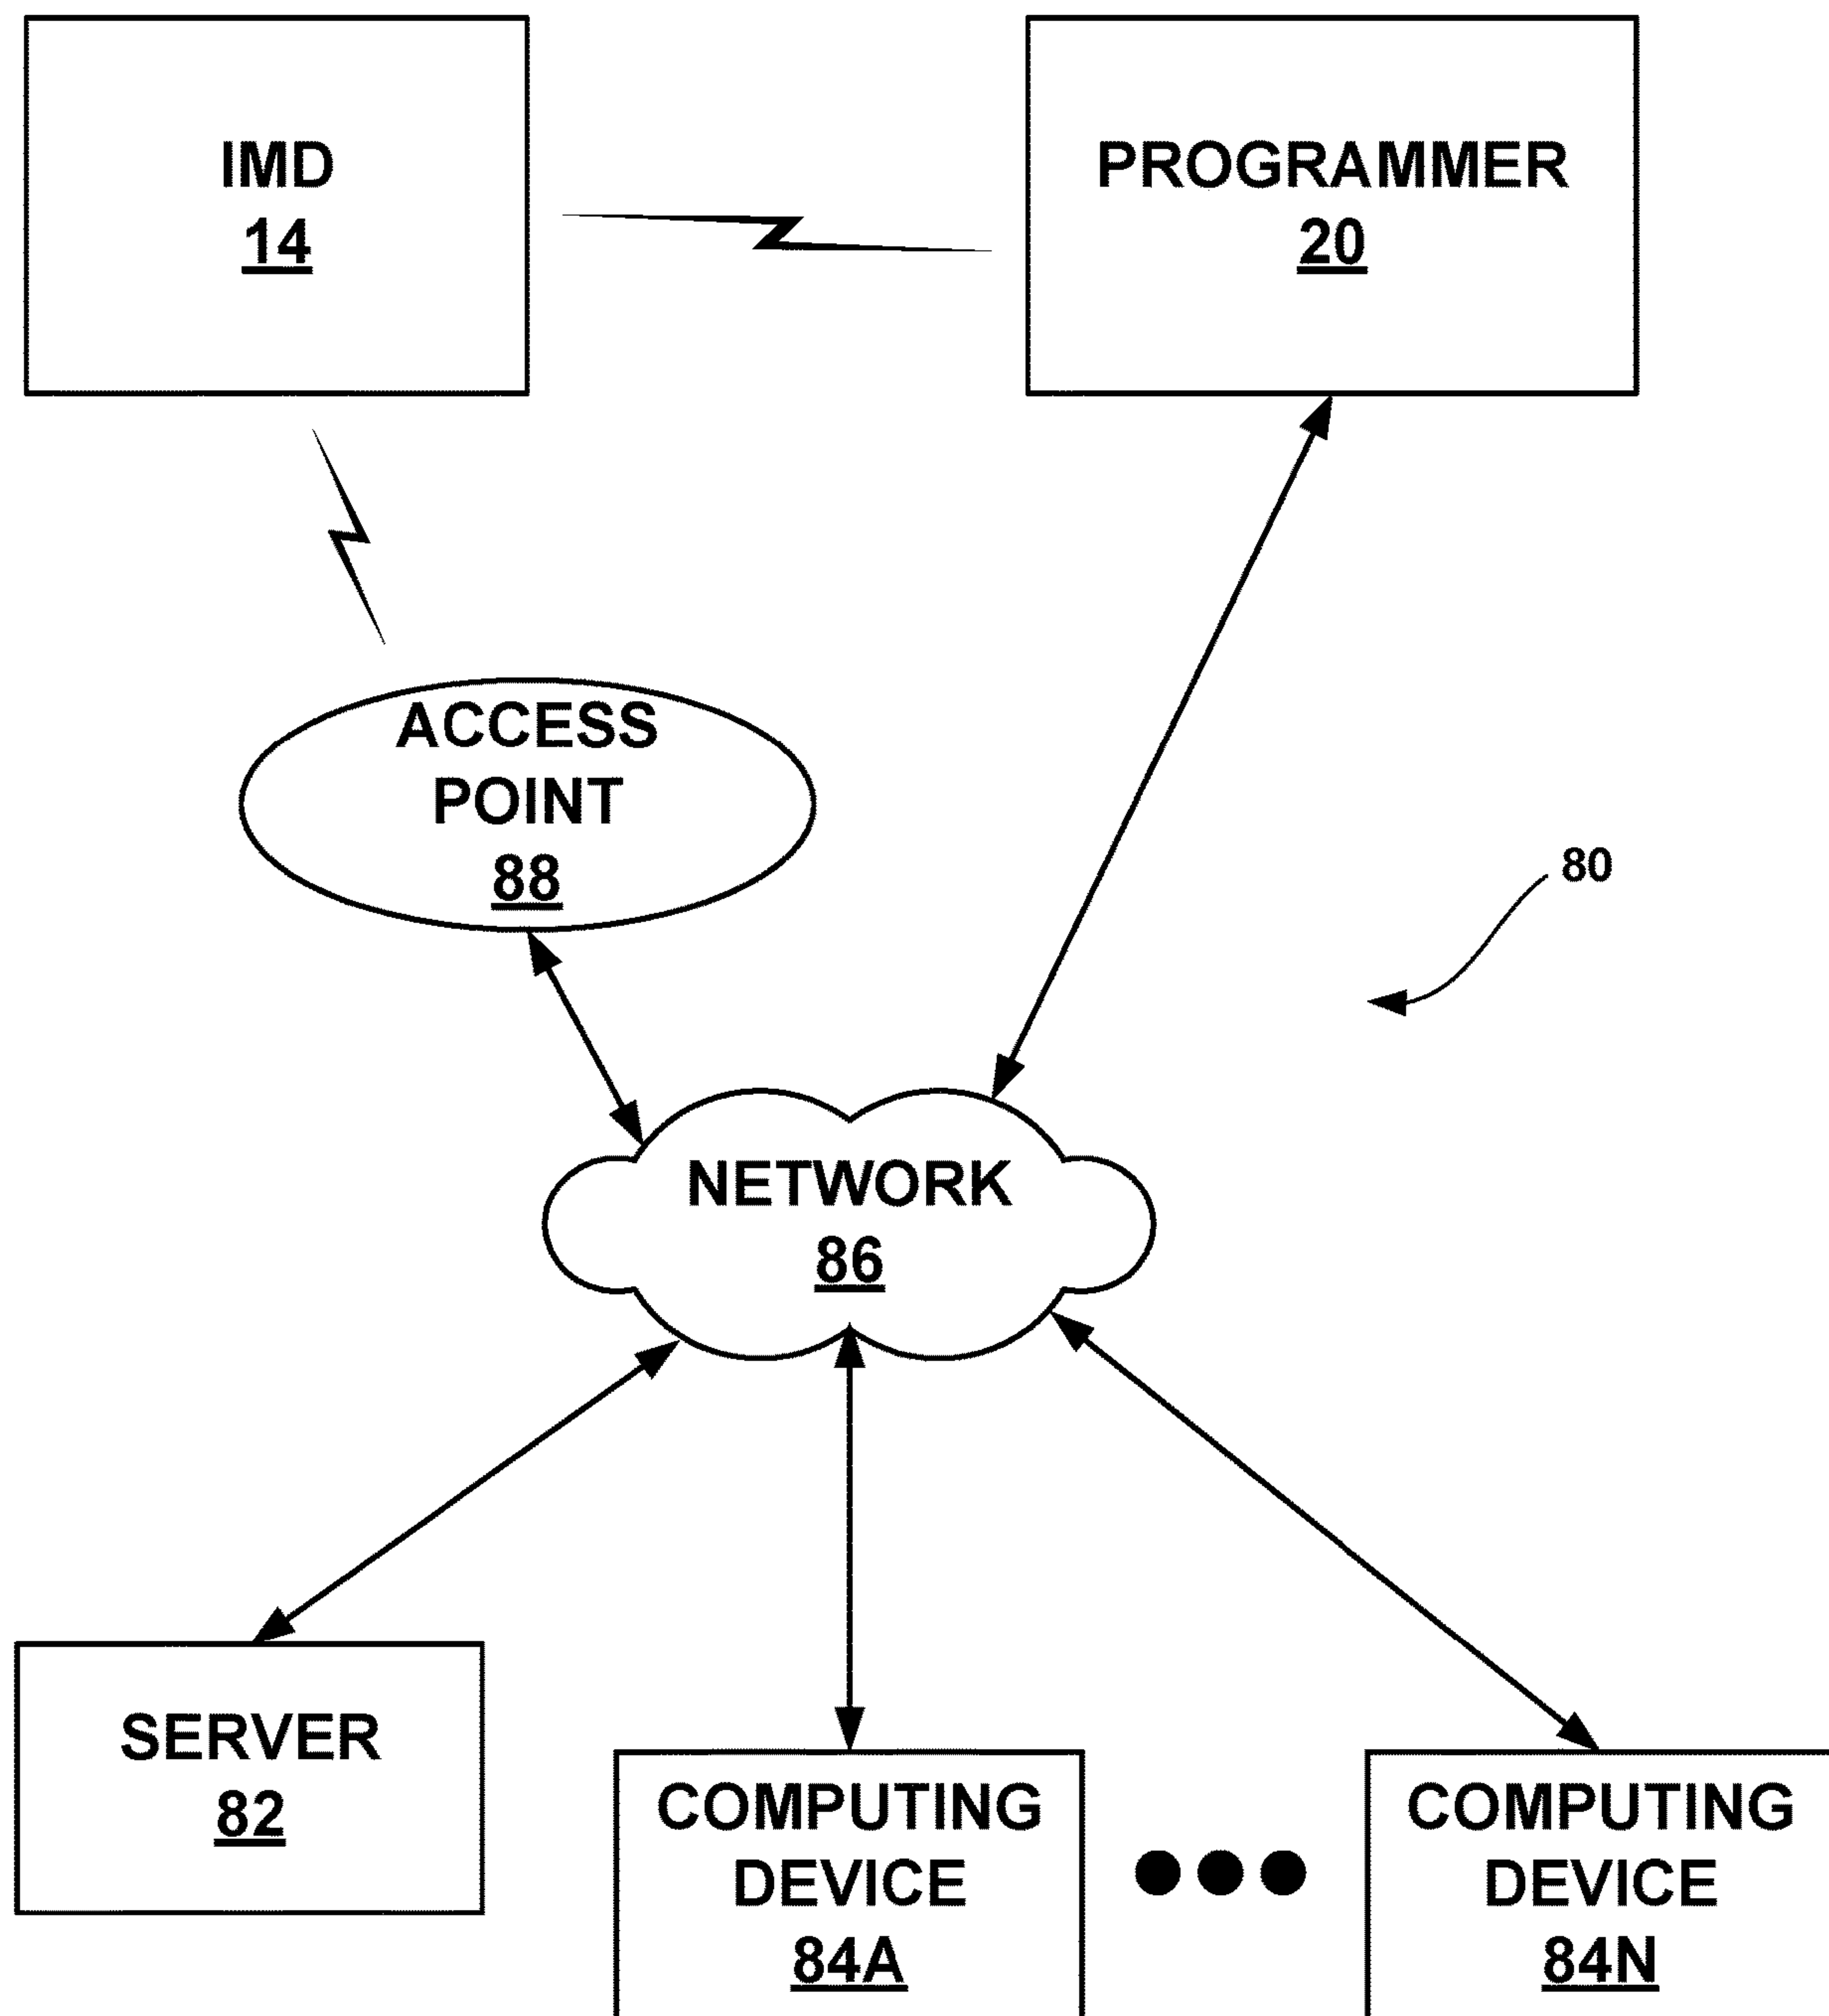 IMD
14
PROGRAMMER
20
ACCESS
POINT
88
80
NETWORK
86
SERVER
82
COMPUTING
DEVICE
84A
COMPUTING
DEVICE
84N